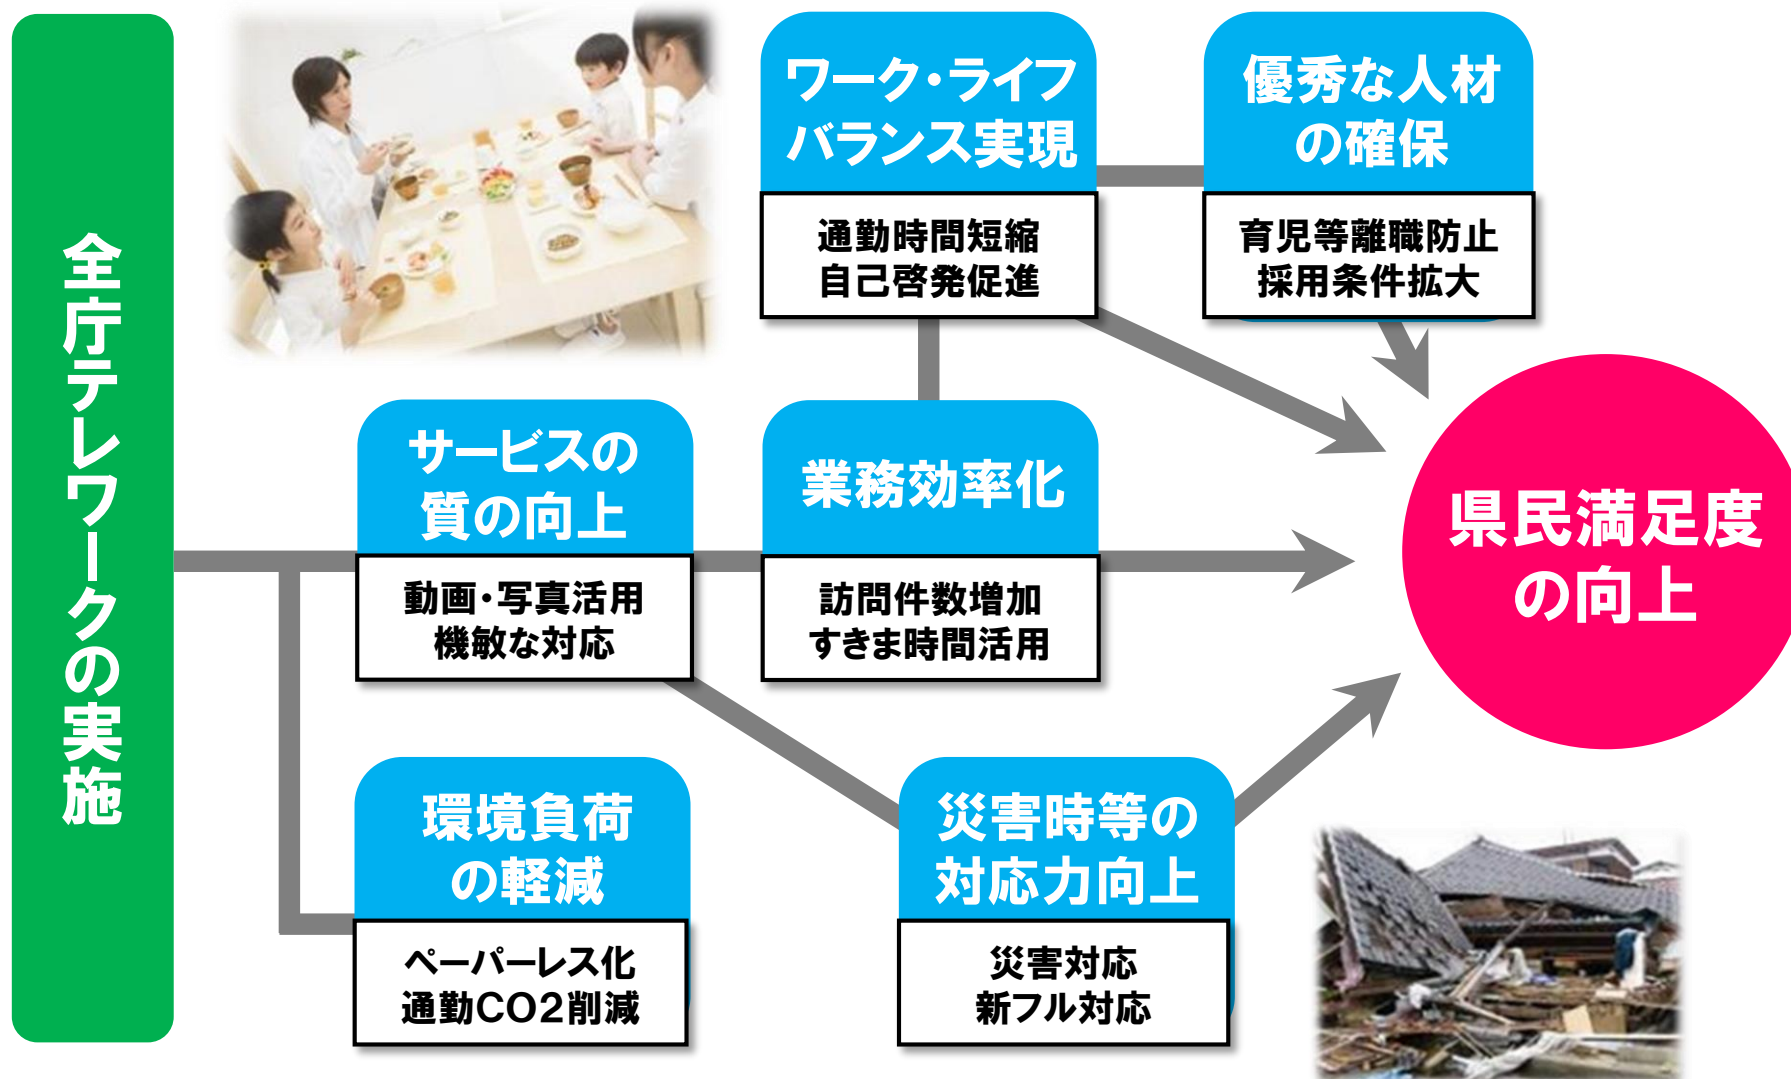 全庁テレワークの実施
ワーク・ライフ
バランス実現
通勤時間短縮
自己啓発促進
優秀な人材
の確保
育児等離職防止
採用条件拡大
サービスの
質の向上
動画・写真活用
機敏な対応
業務効率化
訪問件数増加
すきま時間活用
県民満足度
の向上
環境負荷
の軽減
ペーパーレス化
通勤CO2削減
災害時等の
対応力向上
災害対応
新フル対応